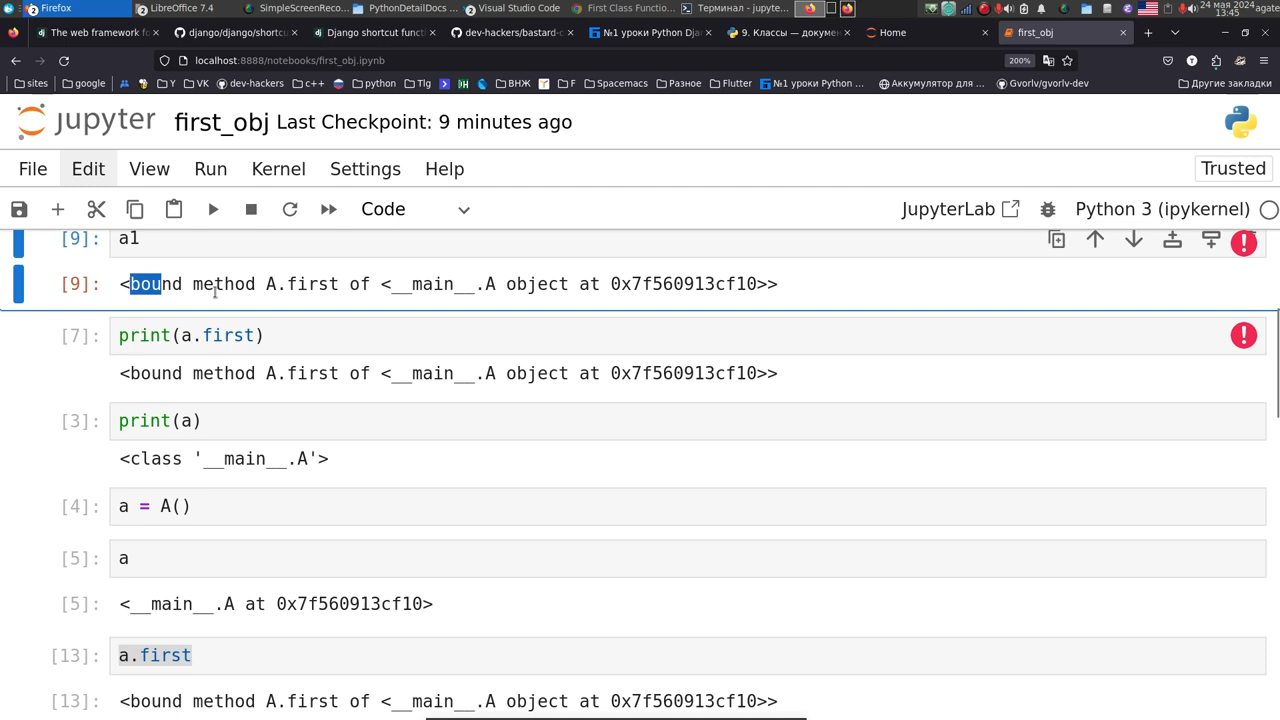 Firefox
2
LibreOffice 7.4
SimpleScreenReco...
PythonDetailDocs ...
2
Visual Studio Code
First Class Functio...
Терминал - jupyte...
2
24 мая 2024
13:45
agate
The web framework fo
django/django/shortcu
Django shortcut functi
dev-hackers/bastard-c
№1 уроки Python Dja
9. Классы — докумен
Home
first_obj
localhost:8888/notebooks/first_obj.ipynb
200%
sites
google
Y
VK
dev-hackers
c++
python
Tlg
ВНЖ
F
Spacemacs
Разное
Flutter
№1 уроки Python ...
Аккумулятор для ...
Gvorlv/gvorlv-dev
Другие закладки
jupyter
first_obj Last Checkpoint: 9 minutes ago
File Edit View Run Kernel Settings Help
Trusted
Code
JupyterLab
Python 3 (ipykernel)
[9]: a1
[9]: <bound method A.first of <__main__.A object at 0x7f560913cf10>>
[7]: print(a.first)
<bound method A.first of <__main__.A object at 0x7f560913cf10>>
[3]: print(a)
<class '__main__.A'>
[4]: a = A()
[5]: a
[5]: <__main__.A at 0x7f560913cf10>
[13]: a.first
[13]: <bound method A.first of <__main__.A object at 0x7f560913cf10>>